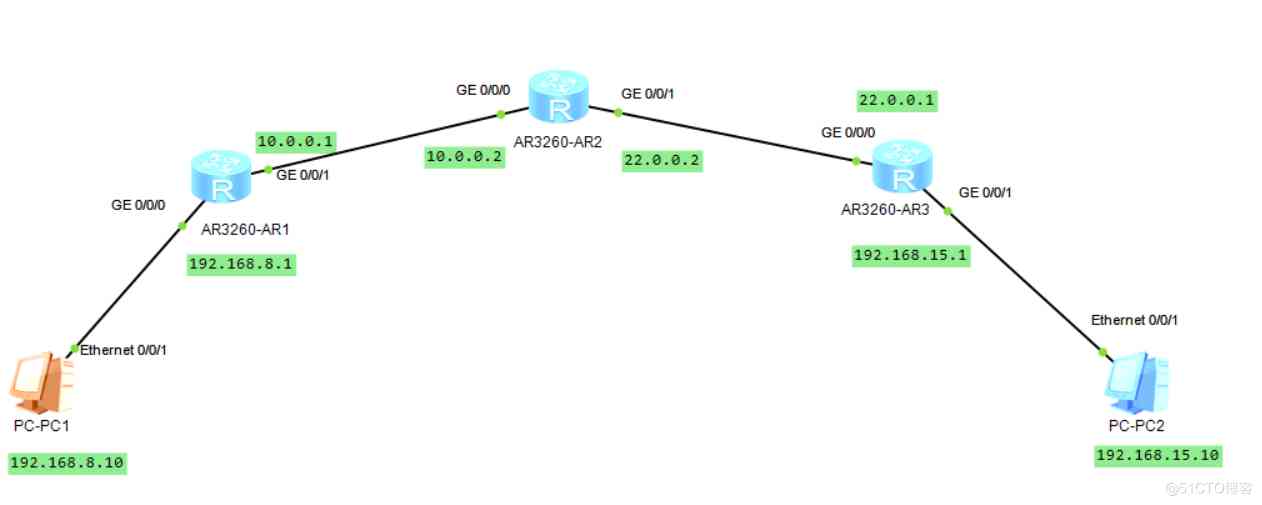 22.0.0.1
GE 0/0/0
GE 0/0/1
GE 0/0/0
10.0.0.1
AR3260-AR2
10.0.0.2
22.0.0.2
GE 0/0/1
GE 0/0/1
GE 0/0/0
AR3260-AR3
AR3260-AR1
192.168.15.1
192.168.8.1
Ethernet 0/0/1
Ethernet 0/0/1
PC-PC1
PC-PC2
192.168.8.10
192.168.15.10
@51CTO博客